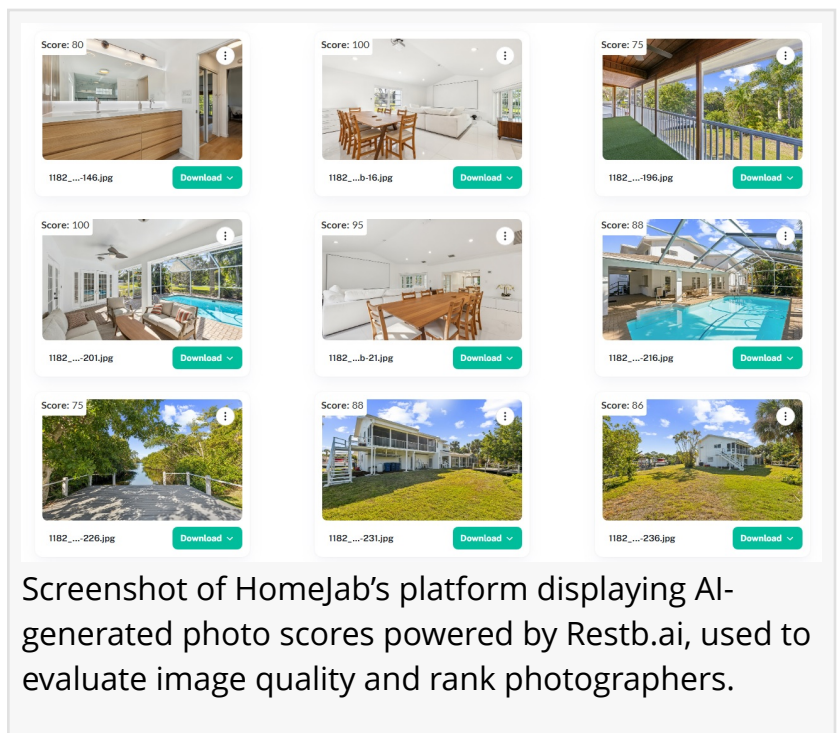 Score: 80
Score: 100
Score: 75
1182_...-146.jpg
Download
1182_...b-16.jpg
Download
1182_...-196.jpg
Download
Score: 100
Score: 95
Score: 88
1182_...-201.jpg
Download
1182_...b-21.jpg
Download
1182_...-216.jpg
Download
Score: 75
Score: 88
Score: 86
1182_...-226.jpg
Download
1182_...-231.jpg
Download
1182_...-236.jpg
Download
Screenshot of HomeJab’s platform displaying AI-
generated photo scores powered by Restb.ai, used to
evaluate image quality and rank photographers.